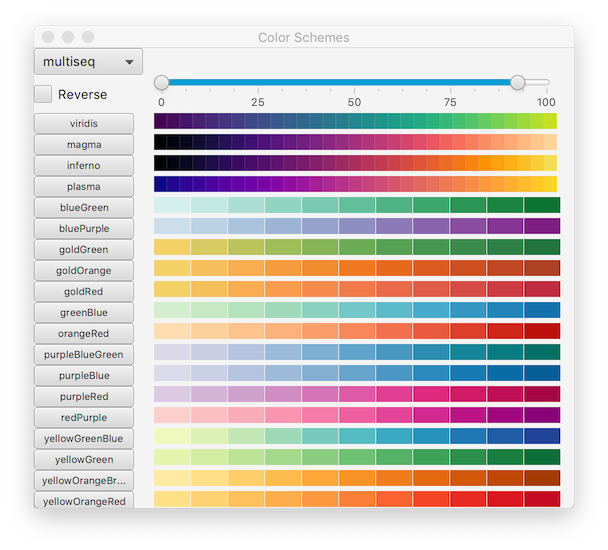 Color Schemes
multiseq
Reverse
0 25 50 75 100
viridis
magma
inferno
plasma
blueGreen
bluePurple
goldGreen
goldOrange
goldRed
greenBlue
orangeRed
purpleBlueGreen
purpleBlue
purpleRed
redPurple
yellowGreenBlue
yellowGreen
yellowOrangeBr...
yellowOrangeRed